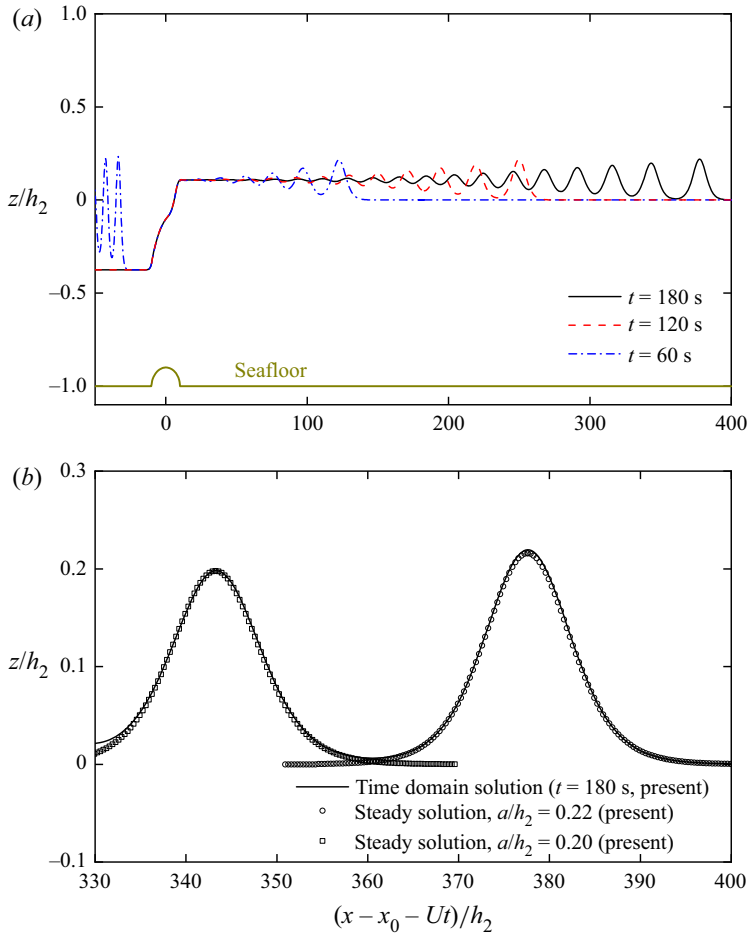 (a)
1.0
0.5
0
–0.5
–1.0
z/h₂
t = 180 s
t = 120 s
t = 60 s
Seafloor
0 100 200 300 400
(b)
0.3
0.2
0.1
0
–0.1
z/h₂
Time domain solution (t = 180 s, present)
Steady solution, a/h₂ = 0.22 (present)
Steady solution, a/h₂ = 0.20 (present)
330 340 350 360 370 380 390 400
(x – x₀ – Ut)/h₂